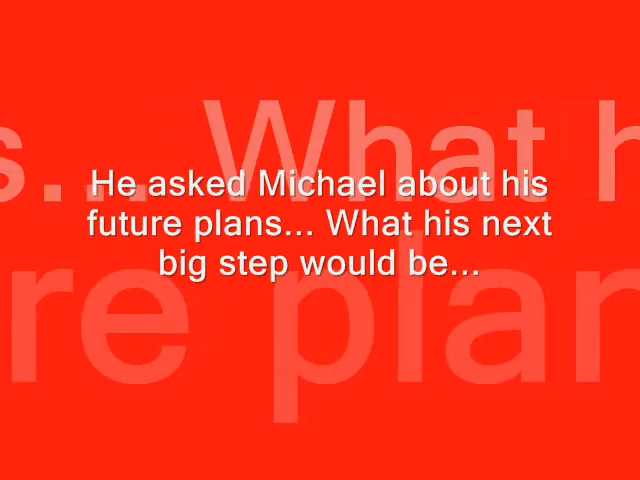 s... What h
He asked Michael about his
future plans... What his next
big step would be...
re plan